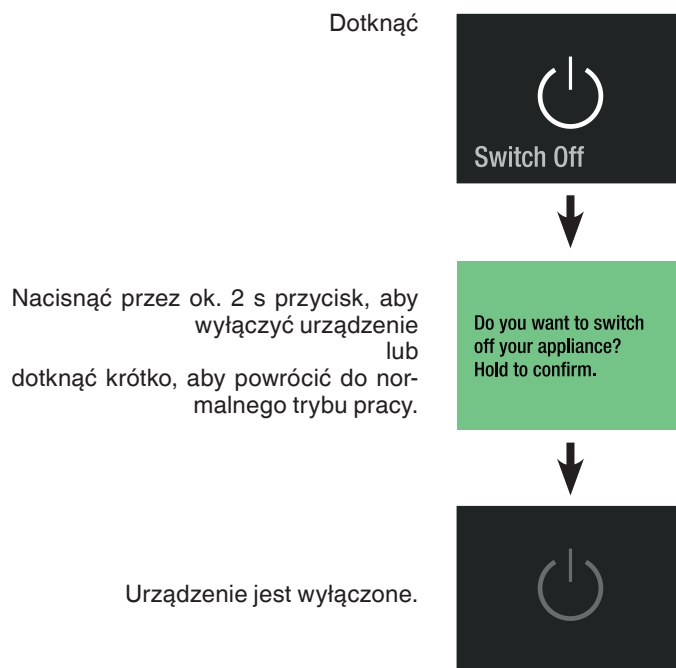 Dotknąć
Switch Off
Nacisnąć przez ok. 2 s przycisk, aby
wyłączyć urządzenie
lub
dotknąć krótko, aby powrócić do nor-
malnego trybu pracy.
Do you want to switch
off your appliance?
Hold to confirm.
Urządzenie jest wyłączone.